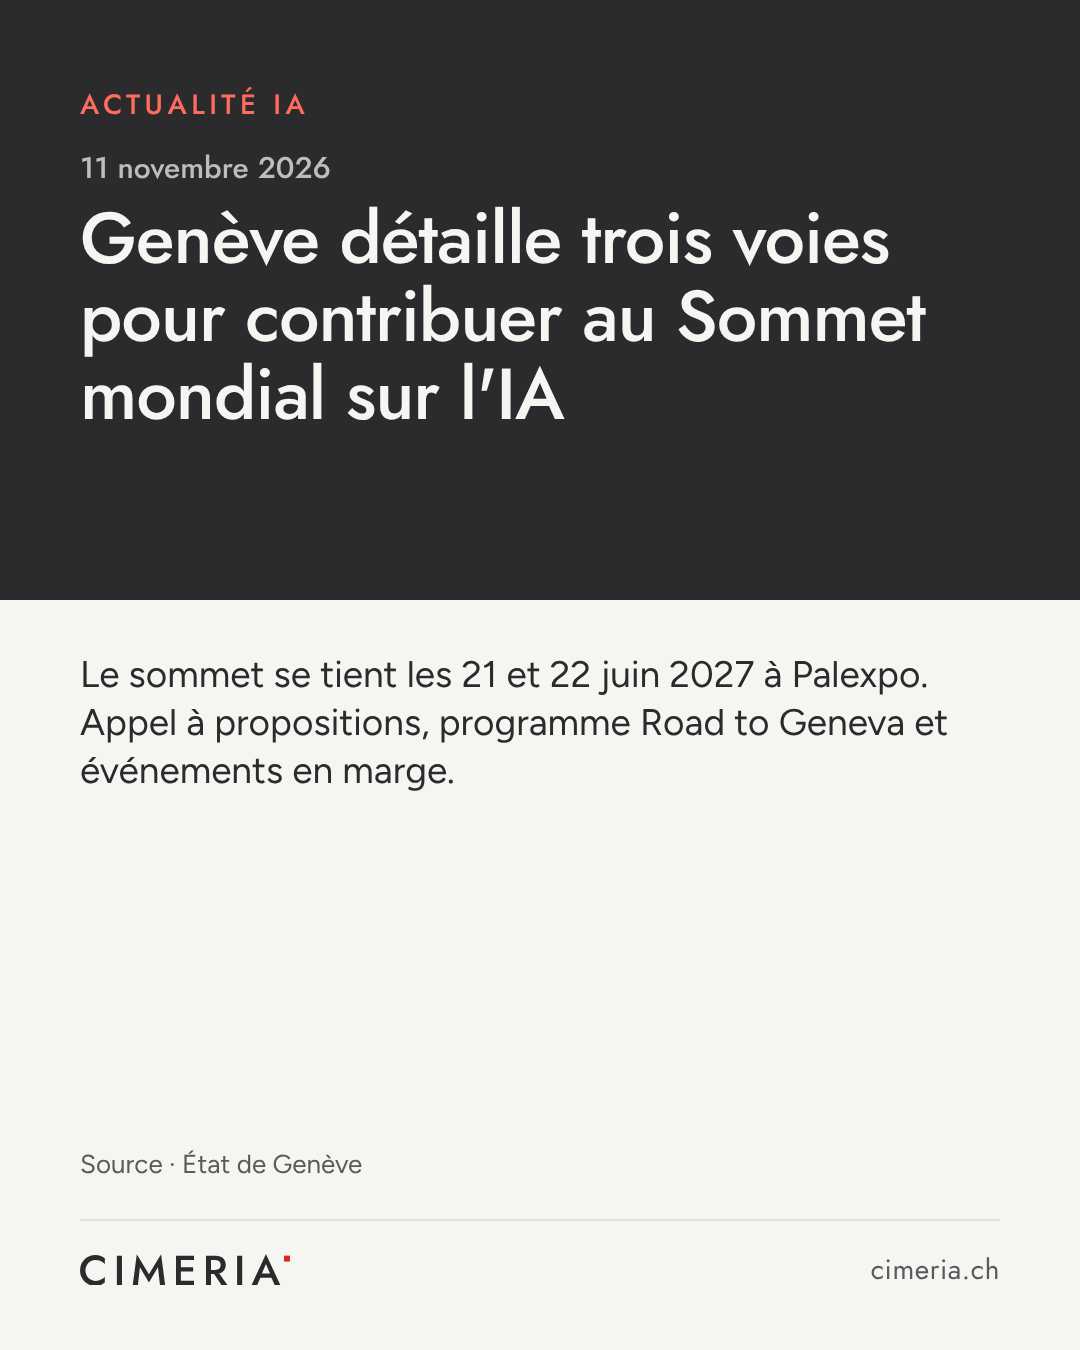 ACTUALITÉ IA
11 novembre 2026
Genève détaille trois voies
pour contribuer au Sommet
mondial sur l'IA
Le sommet se tient les 21 et 22 juin 2027 à Palexpo.
Appel à propositions, programme Road to Geneva et
événements en marge.
Source · État de Genève
CIMERIA
cimeria.ch